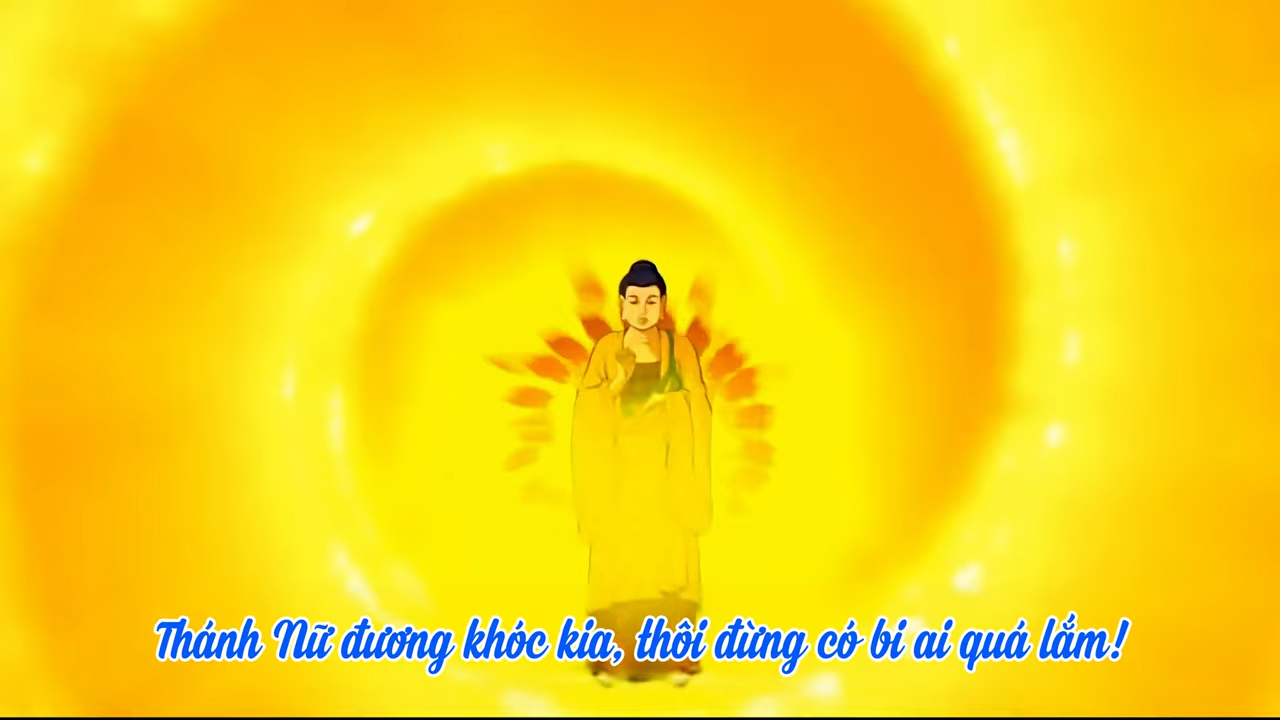 Thánh Nữ đương khóc kia, thôi đừng có bi ai quá lắm!